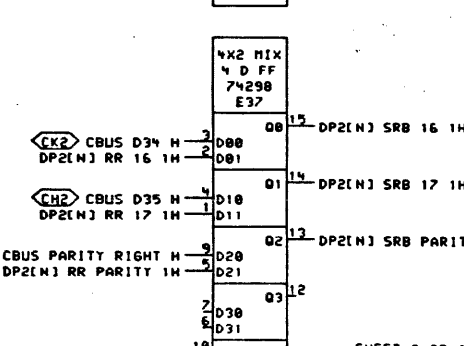 4X2 MIX
4 D FF
74298
E37
Q0 15 DP2[N] SRB 16 1H
CK2 CBUS D34 H 3 D00
DP2[N] RR 16 1H 2 D01
Q1 14 DP2[N] SRB 17 1H
CH2 CBUS D35 H 4 D10
DP2[N] RR 17 1H 1 D11
Q2 13 DP2[N] SRB PARIT
CBUS PARITY RIGHT H 9 D20
DP2[N] RR PARITY 1H 5 D21
Q3 12
7 D30
6 D31
10